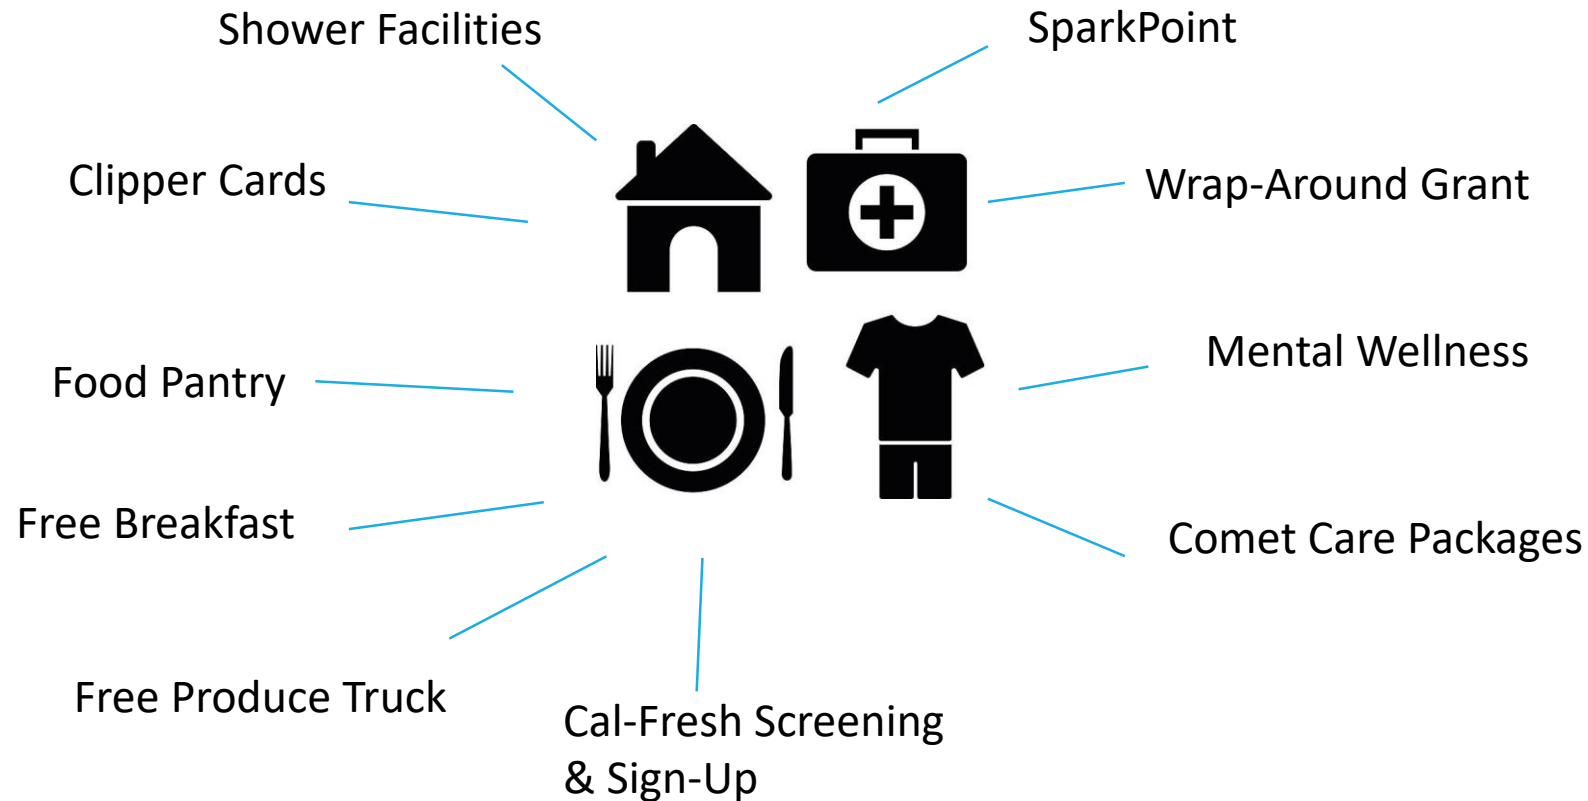 Shower Facilities
SparkPoint
Clipper Cards
Wrap-Around Grant
Mental Wellness
Food Pantry
Free Breakfast
Comet Care Packages
Free Produce Truck
Cal-Fresh Screening
& Sign-Up